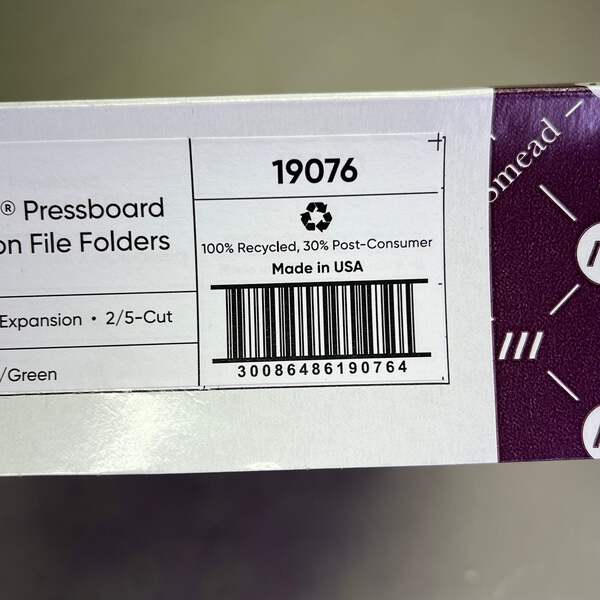 ® Pressboard
on File Folders
Expansion • 2/5-Cut
/Green
19076
100% Recycled, 30% Post-Consumer
Made in USA
30086486190764
Smead